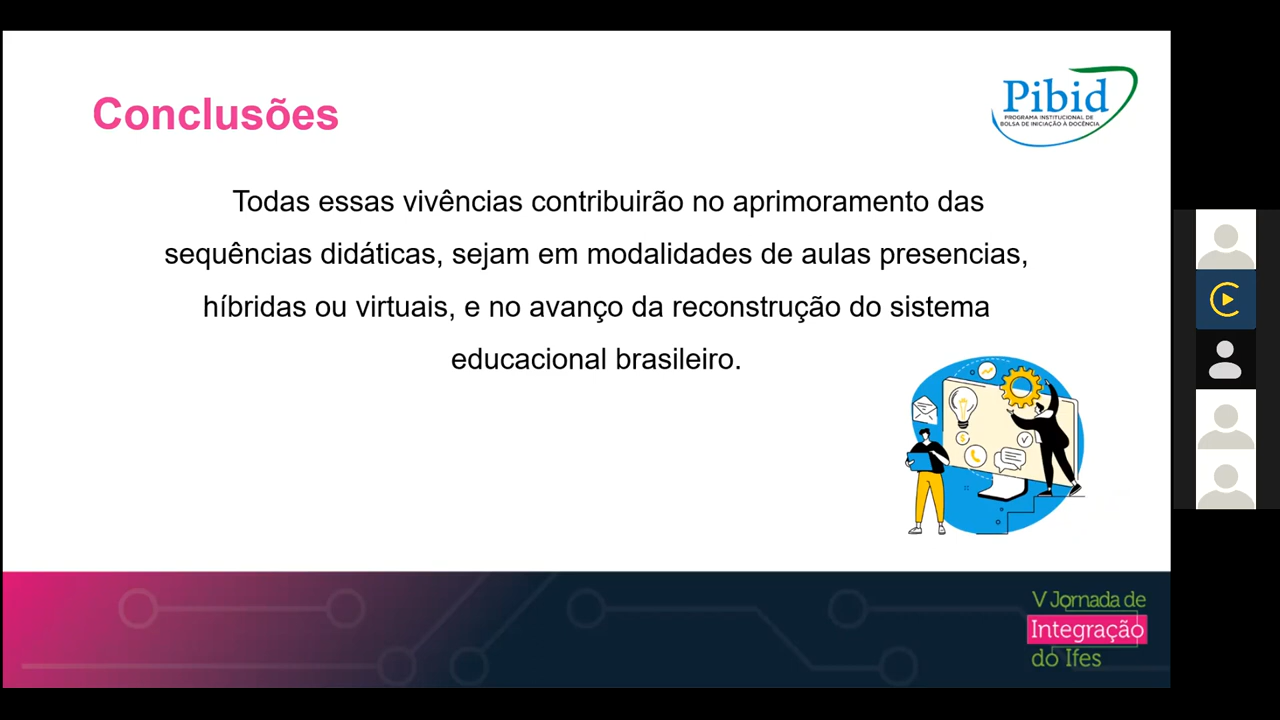 Conclusões
Pibid
PROGRAMA INSTITUCIONAL DE
BOLSA DE INICIAÇÃO À DOCÊNCIA
Todas essas vivências contribuirão no aprimoramento das
sequências didáticas, sejam em modalidades de aulas presencias,
híbridas ou virtuais, e no avanço da reconstrução do sistema
educacional brasileiro.
$
V Jornada de
Integração
do Ifes